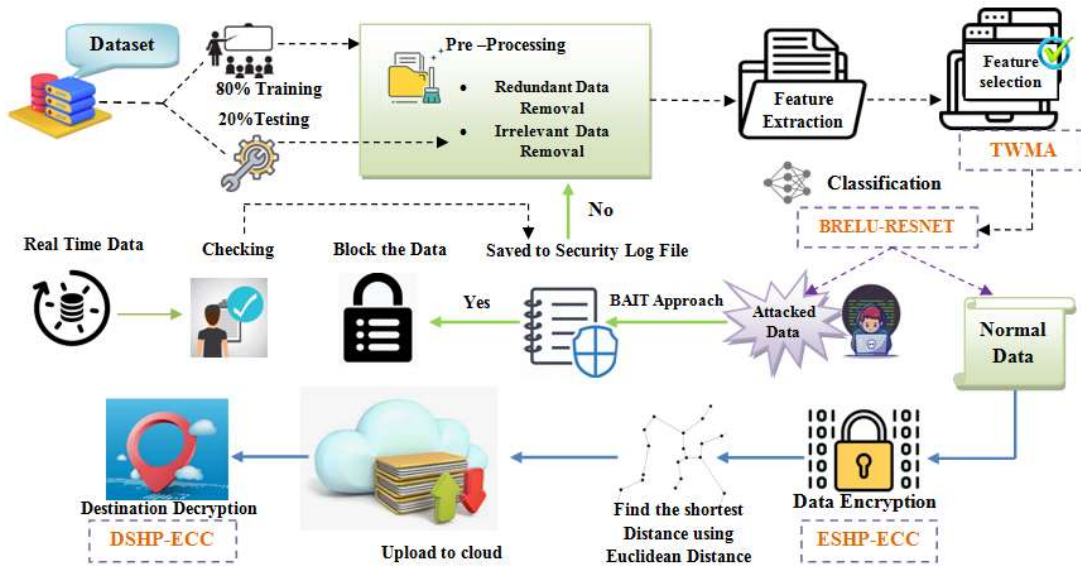 Dataset
80% Training
20%Testing
Pre –Processing
• Redundant Data
Removal
• Irrelevant Data
Removal
Feature
Extraction
Feature
selection
TWMA
Classification
BRELU-RESNET
No
Real Time Data
Checking
Block the Data
Saved to Security Log File
Yes
BAIT Approach
Attacked
Data
Normal
Data
Destination Decryption
DSHP-ECC
Upload to cloud
Find the shortest
Distance using
Euclidean Distance
Data Encryption
ESHP-ECC